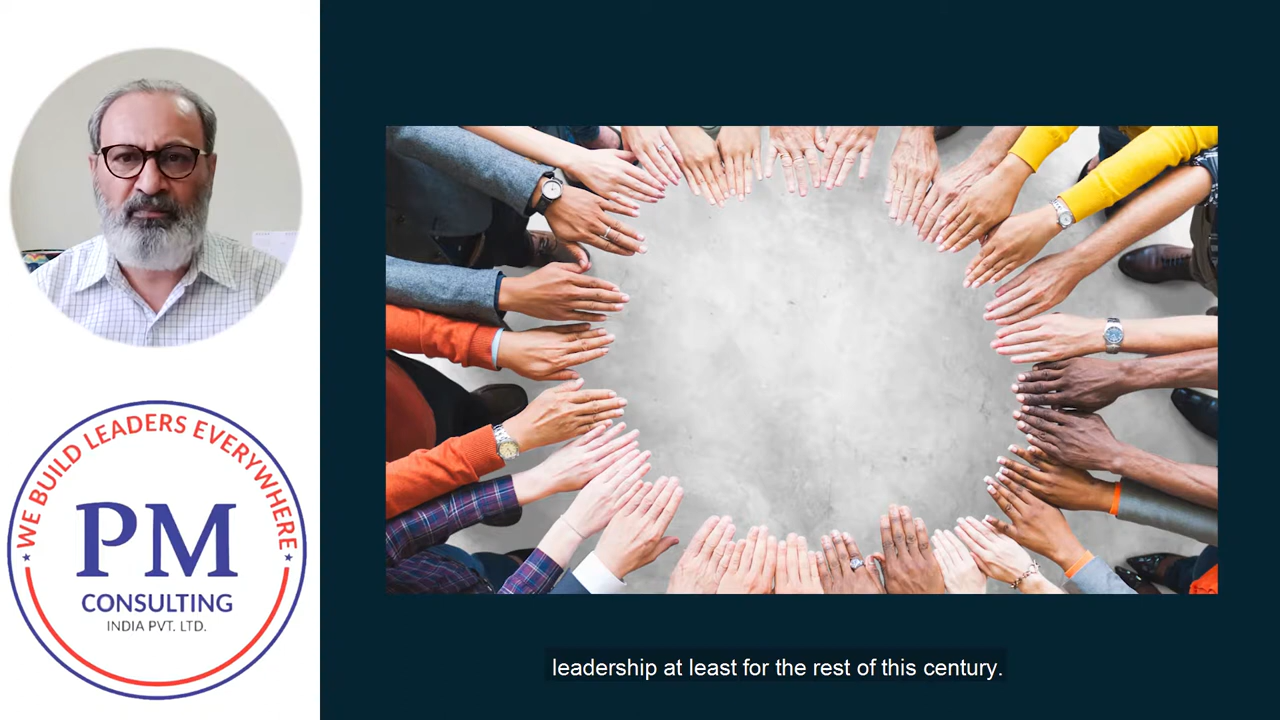 WE BUILD LEADERS EVERYWHERE
PM
CONSULTING
INDIA PVT. LTD.
leadership at least for the rest of this century.